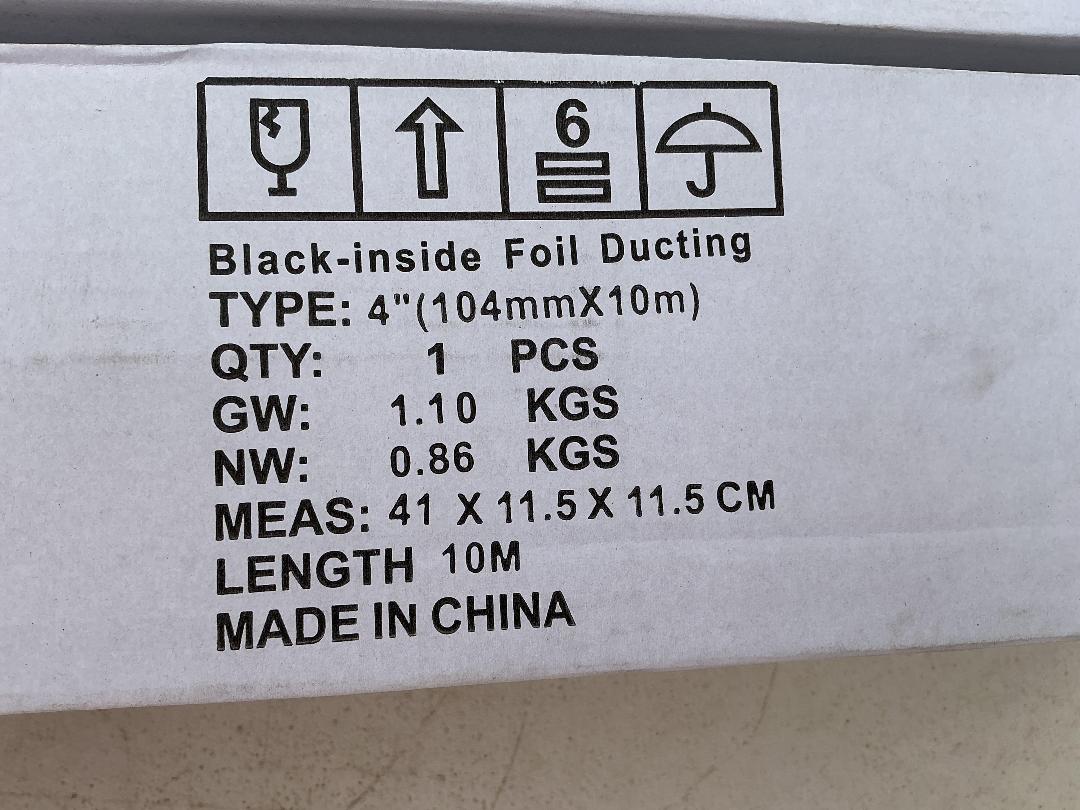 6
Black-inside Foil Ducting
TYPE: 4"(104mmX10m)
QTY: 1 PCS
GW: 1.10 KGS
NW: 0.86 KGS
MEAS: 41 X 11.5 X 11.5 CM
LENGTH 10M
MADE IN CHINA